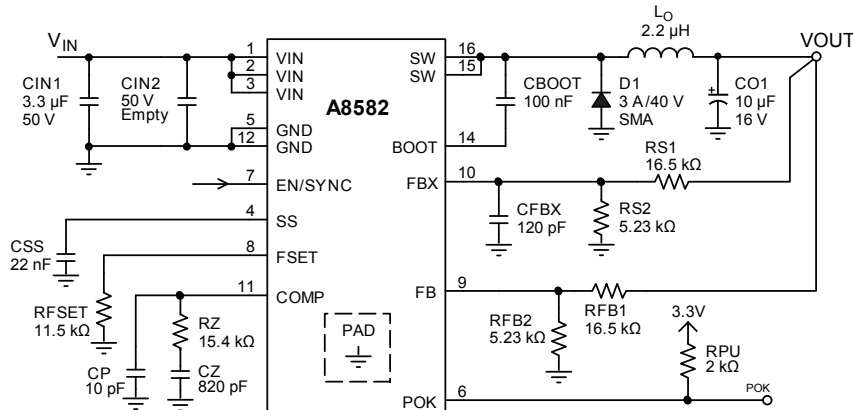 VIN
CIN1
3.3 µF
50 V
CIN2
50 V
Empty
1
2
3
5
12
7
4
8
11
VIN
VIN
VIN
GND
GND
EN/SYNC
SS
FSET
COMP
A8582
PAD
SW
SW
BOOT
FBX
FB
POK
16
15
14
10
9
6
CSS
22 nF
RFSET
11.5 kΩ
CP
10 pF
RZ
15.4 kΩ
CZ
820 pF
CBOOT
100 nF
D1
3 A/40 V
SMA
LO
2.2 µH
CO1
10 µF
16 V
VOUT
RS1
16.5 kΩ
CFBX
120 pF
RS2
5.23 kΩ
RFB2
5.23 kΩ
RFB1
16.5 kΩ
3.3V
RPU
2 kΩ
POK